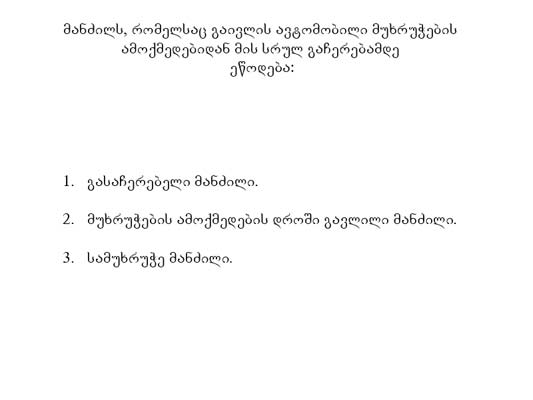 მანძილს, რომელსაც გაივლის ავტომობილი მუხრუჭების
ამოქმედებიდან მის სრულ გაჩერებამდე
ეწოდება:
1. გასაჩერებელი მანძილი.
2. მუხრუჭების ამოქმედების დროში გავლილი მანძილი.
3. სამუხრუჭე მანძილი.